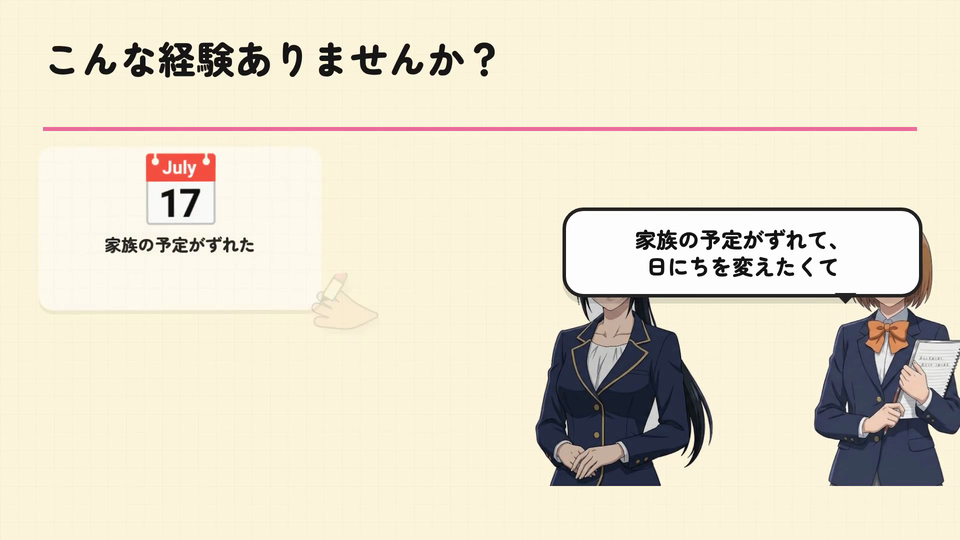 こんな経験ありませんか？
July
17
家族の予定がずれた
家族の予定がずれて、
日にちを変えたくて